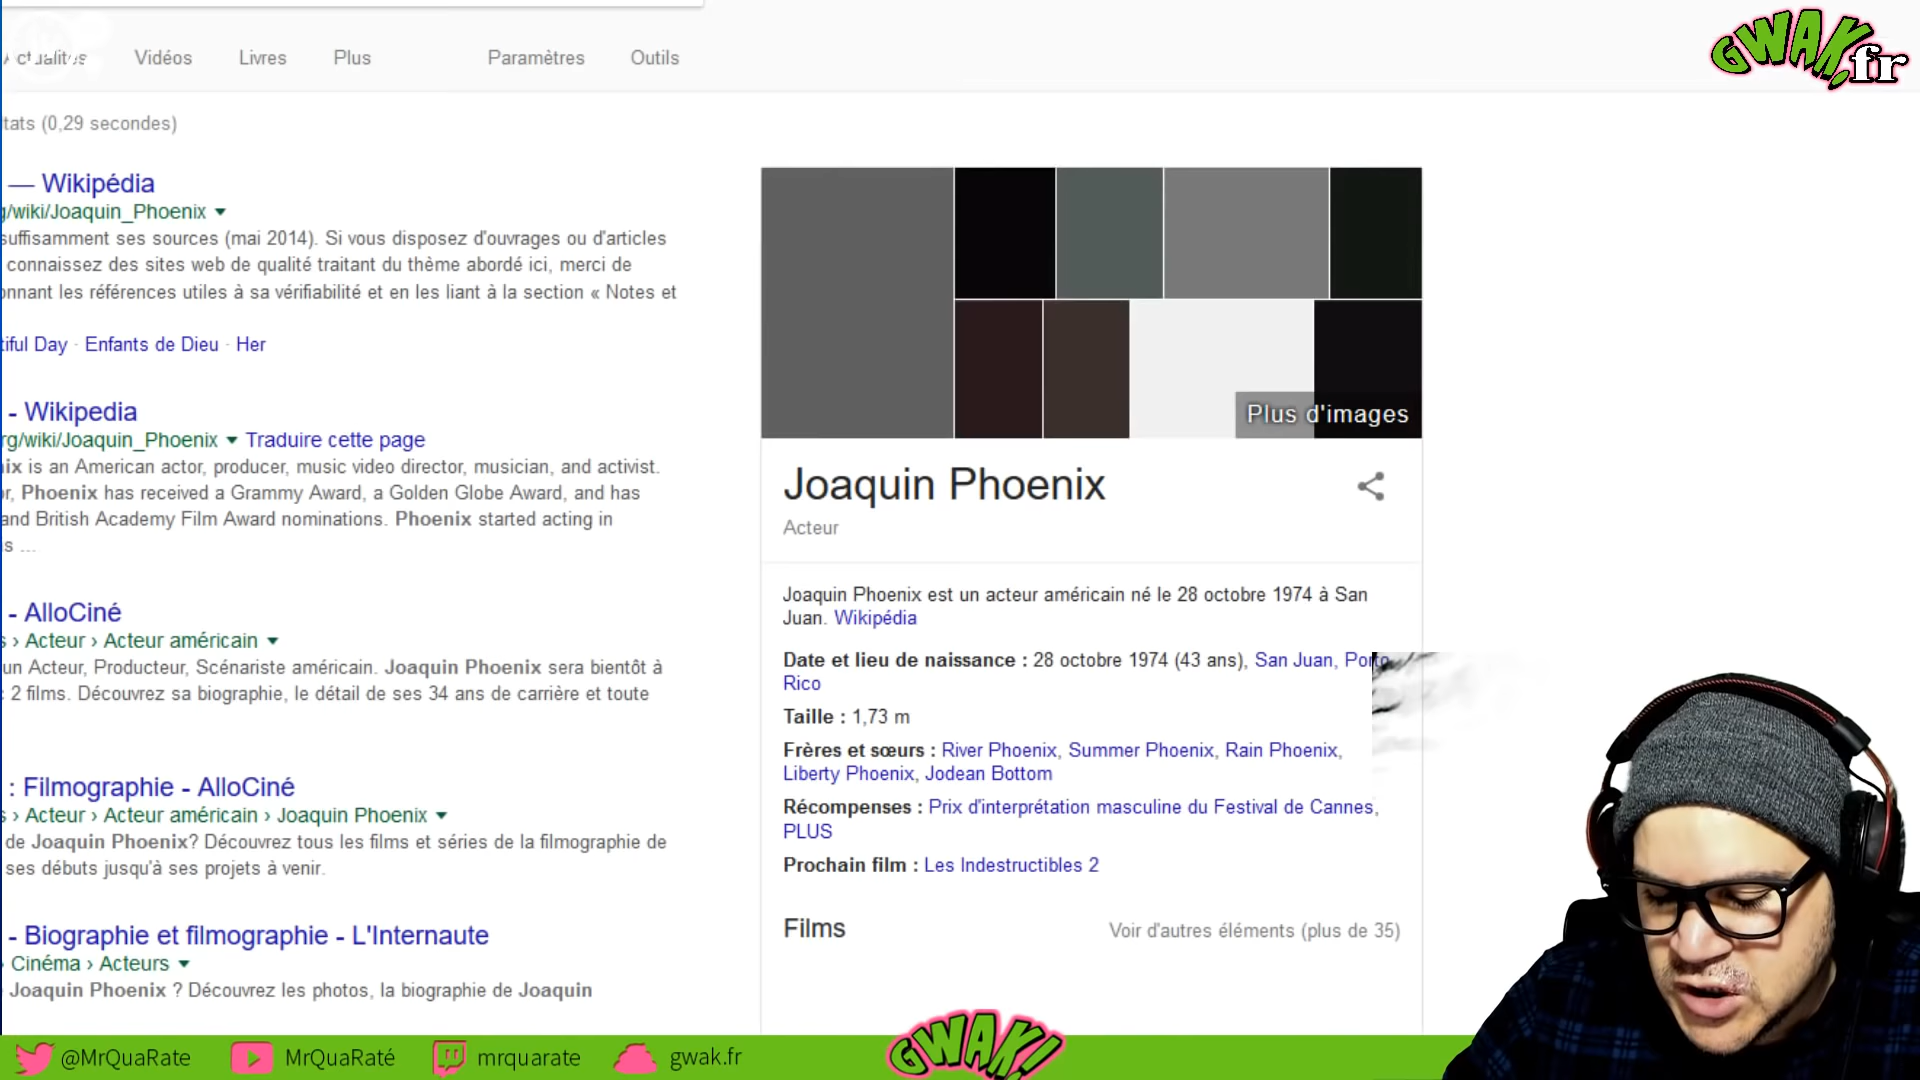 Actualités Vidéos Livres Plus Paramètres Outils
GWAK.fr
tats (0,29 secondes)
— Wikipédia
g/wiki/Joaquin_Phoenix
suffisamment ses sources (mai 2014). Si vous disposez d'ouvrages ou d'articles
connaissez des sites web de qualité traitant du thème abordé ici, merci de
onnant les références utiles à sa vérifiabilité et en les liant à la section « Notes et
tiful Day · Enfants de Dieu · Her
- Wikipedia
rg/wiki/Joaquin_Phoenix Traduire cette page
ix is an American actor, producer, music video director, musician, and activist.
or, Phoenix has received a Grammy Award, a Golden Globe Award, and has
and British Academy Film Award nominations. Phoenix started acting in
s ...
- AlloCiné
s › Acteur › Acteur américain
un Acteur, Producteur, Scénariste américain. Joaquin Phoenix sera bientôt à
2 films. Découvrez sa biographie, le détail de ses 34 ans de carrière et toute
: Filmographie - AlloCiné
s › Acteur › Acteur américain › Joaquin Phoenix
de Joaquin Phoenix? Découvrez tous les films et séries de la filmographie de
ses débuts jusqu'à ses projets à venir.
- Biographie et filmographie - L'Internaute
› Cinéma › Acteurs
Joaquin Phoenix ? Découvrez les photos, la biographie de Joaquin
Plus d'images
Joaquin Phoenix
Acteur
Joaquin Phoenix est un acteur américain né le 28 octobre 1974 à San
Juan. Wikipédia
Date et lieu de naissance : 28 octobre 1974 (43 ans), San Juan, Porto
Rico
Taille : 1,73 m
Frères et sœurs : River Phoenix, Summer Phoenix, Rain Phoenix,
Liberty Phoenix, Jodean Bottom
Récompenses : Prix d'interprétation masculine du Festival de Cannes,
PLUS
Prochain film : Les Indestructibles 2
Films Voir d'autres éléments (plus de 35)
@MrQuaRate MrQuaRaté mrquarate gwak.fr GWAK!